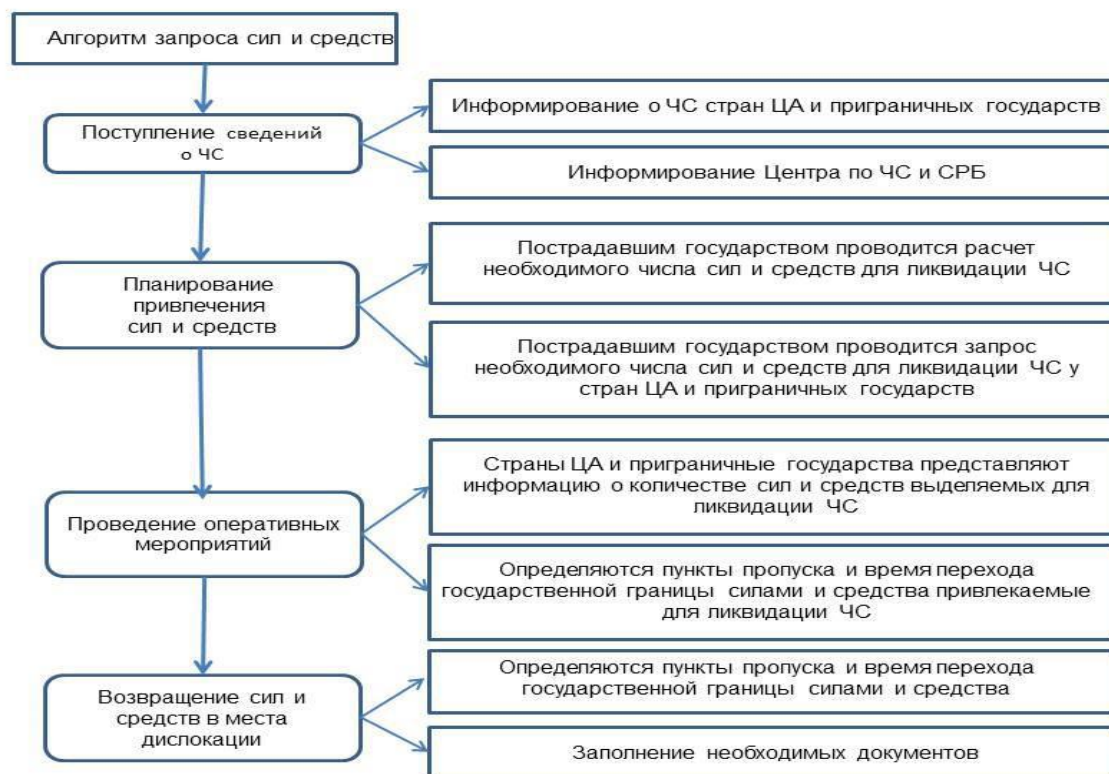 Алгоритм запроса сил и средств
Поступление сведений
о ЧС
Информирование о ЧС стран ЦА и приграничных государств
Информирование Центра по ЧС и СРБ
Планирование
привлечения
сил и средств
Пострадавшим государством проводится расчет
необходимого числа сил и средств для ликвидации ЧС
Пострадавшим государством проводится запрос
необходимого числа сил и средств для ликвидации ЧС у
стран ЦА и приграничных государств
Проведение оперативных
мероприятий
Страны ЦА и приграничные государства представляют
информацию о количестве сил и средств выделяемых для
ликвидации ЧС
Определяются пункты пропуска и время перехода
государственной границы силами и средства привлекаемые
для ликвидации ЧС
Возвращение сил и
средств в места
дислокации
Определяются пункты пропуска и время перехода
государственной границы силами и средства
Заполнение необходимых документов